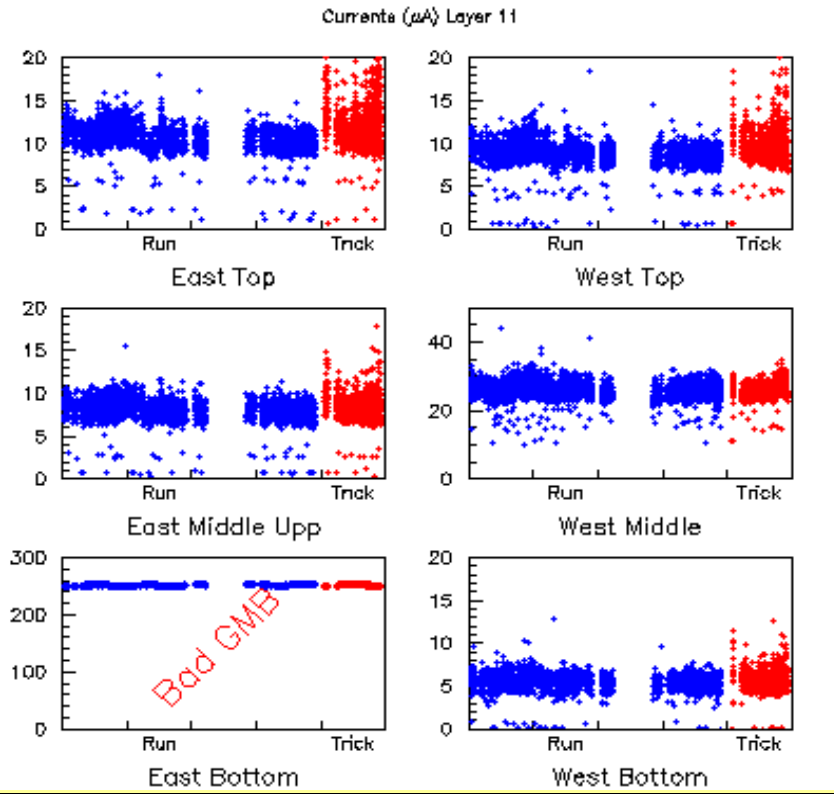 Currents (μA) Layer 11
20
15
10
5
0
Run
Trick
East Top
20
15
10
5
0
Run
Trick
West Top
20
15
10
5
0
Run
Trick
East Middle Upp
40
20
0
Run
Trick
West Middle
300
200
100
0
Bad GMB
Run
Trick
East Bottom
20
15
10
5
0
Run
Trick
West Bottom